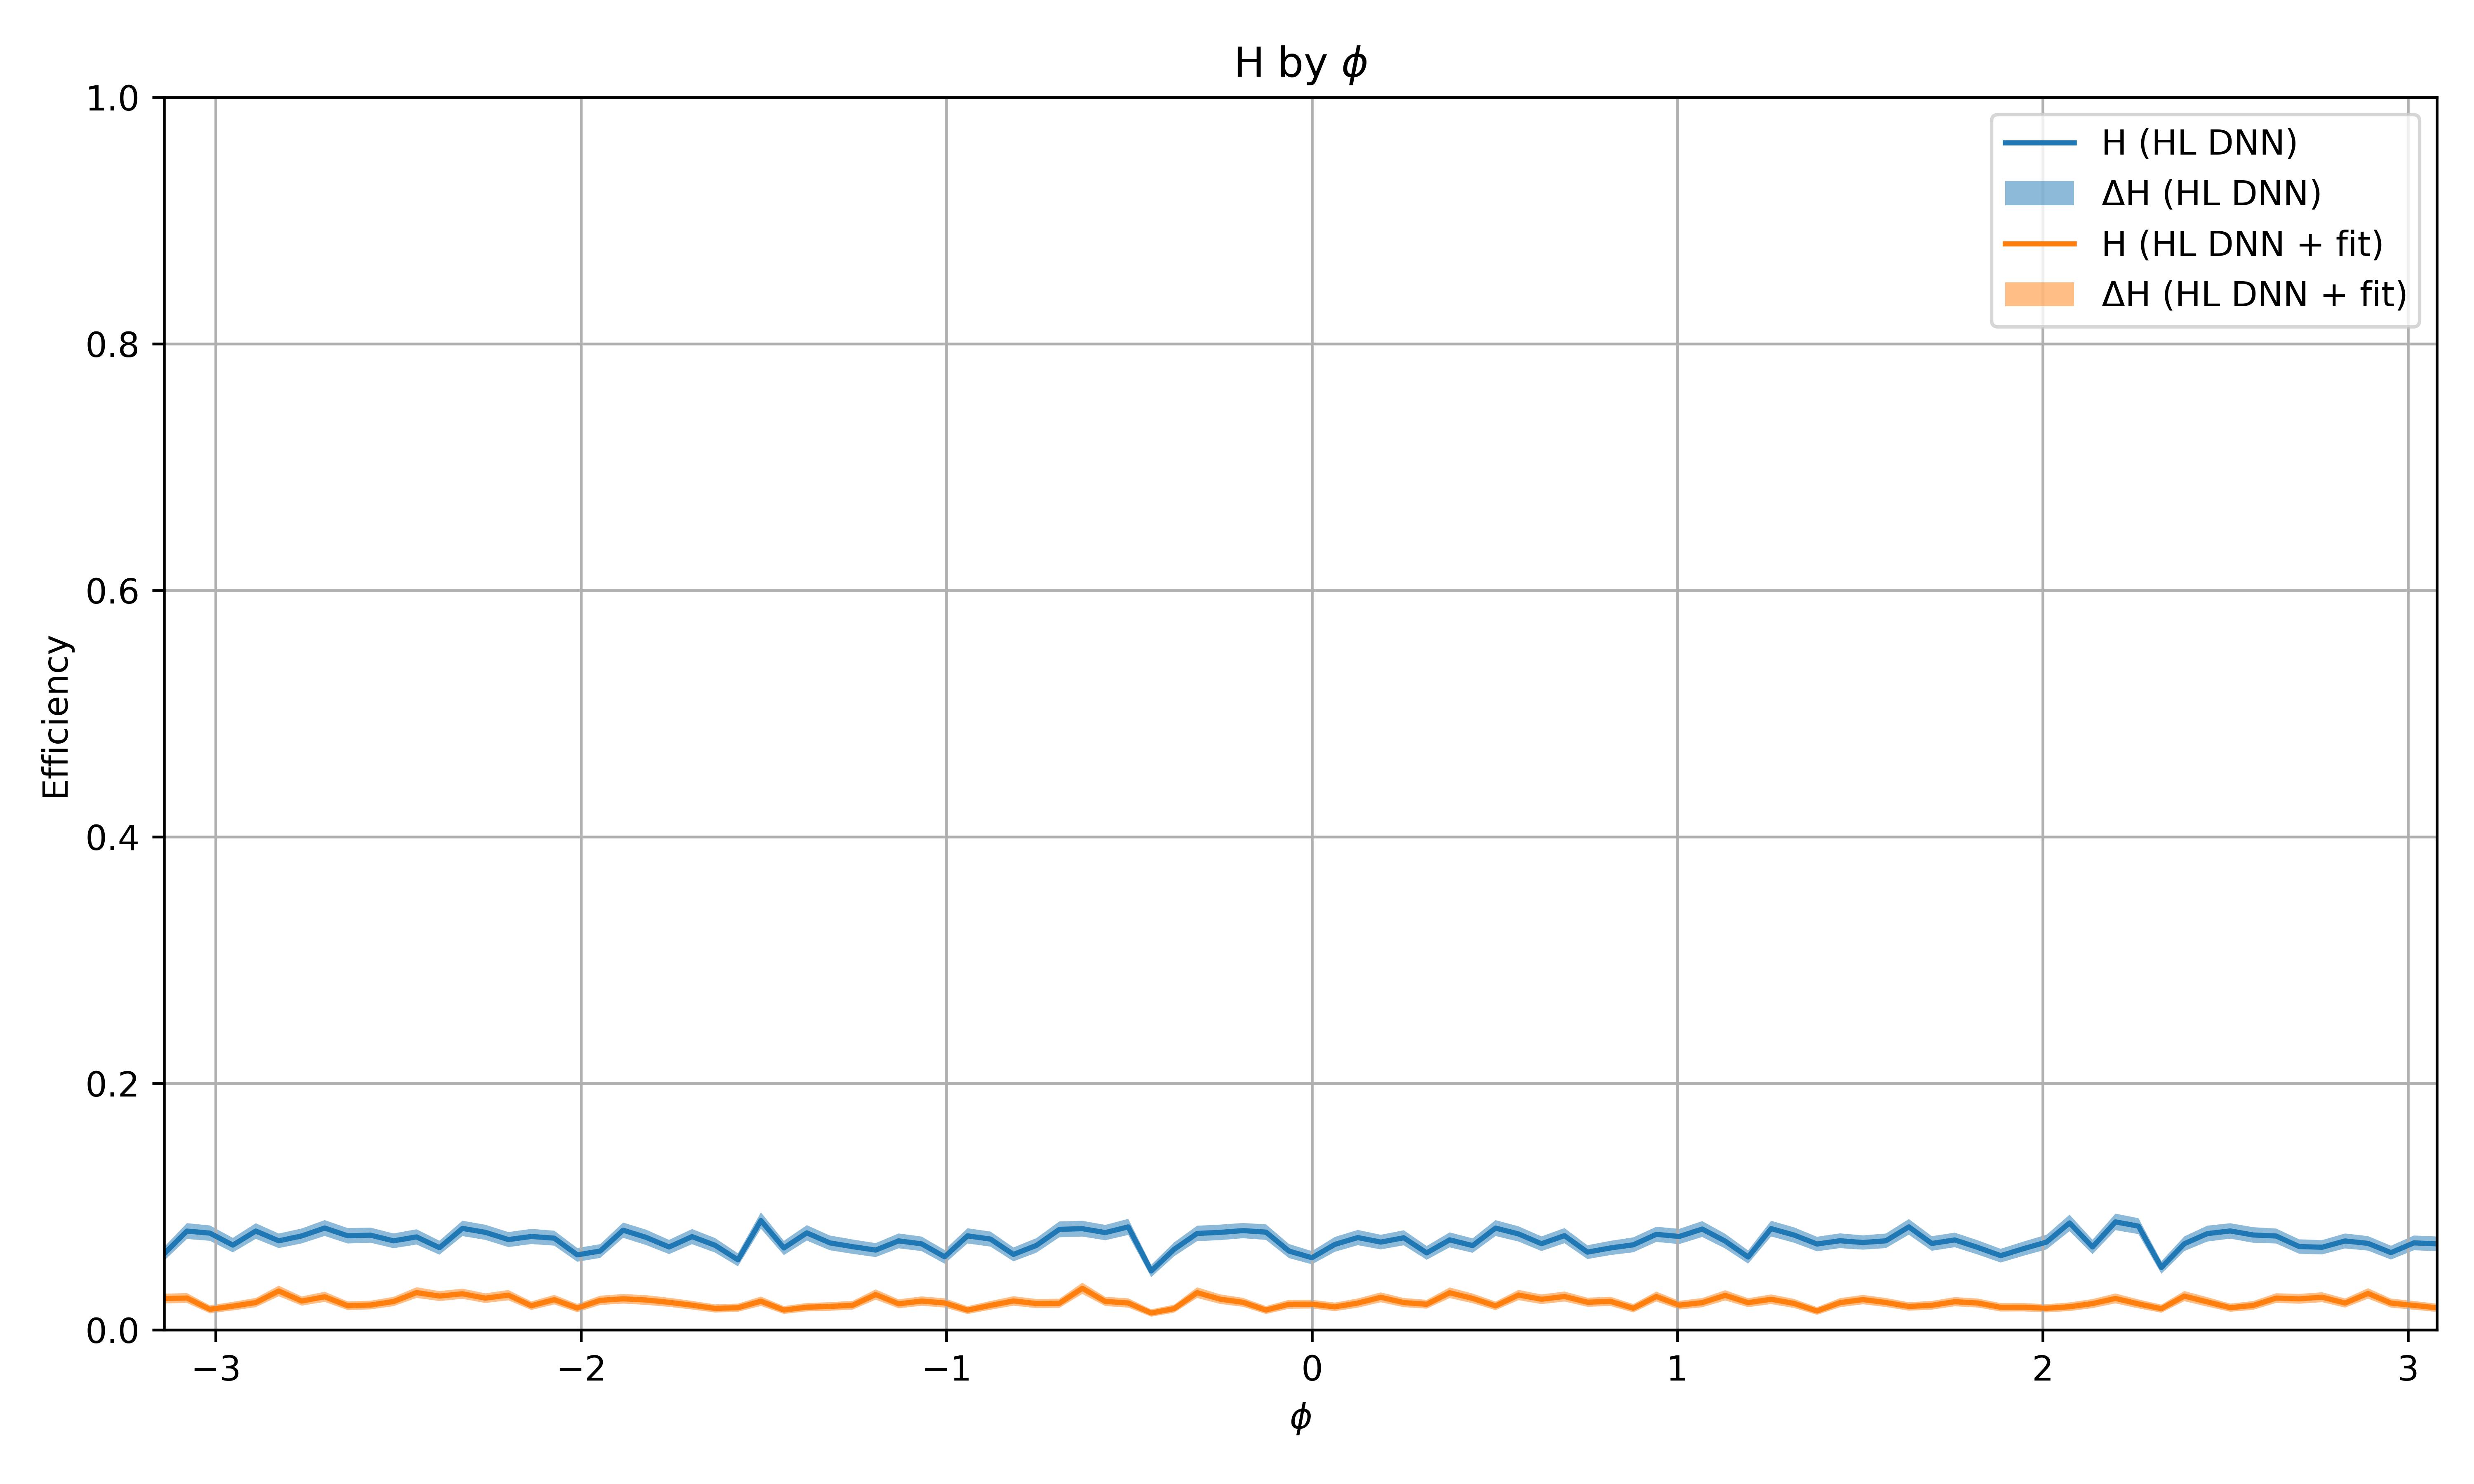 H by ϕ
1.0
0.8
0.6
0.4
0.2
0.0
Efficiency
H (HL DNN)
ΔH (HL DNN)
H (HL DNN + fit)
ΔH (HL DNN + fit)
−3 −2 −1 0 1 2 3
ϕ